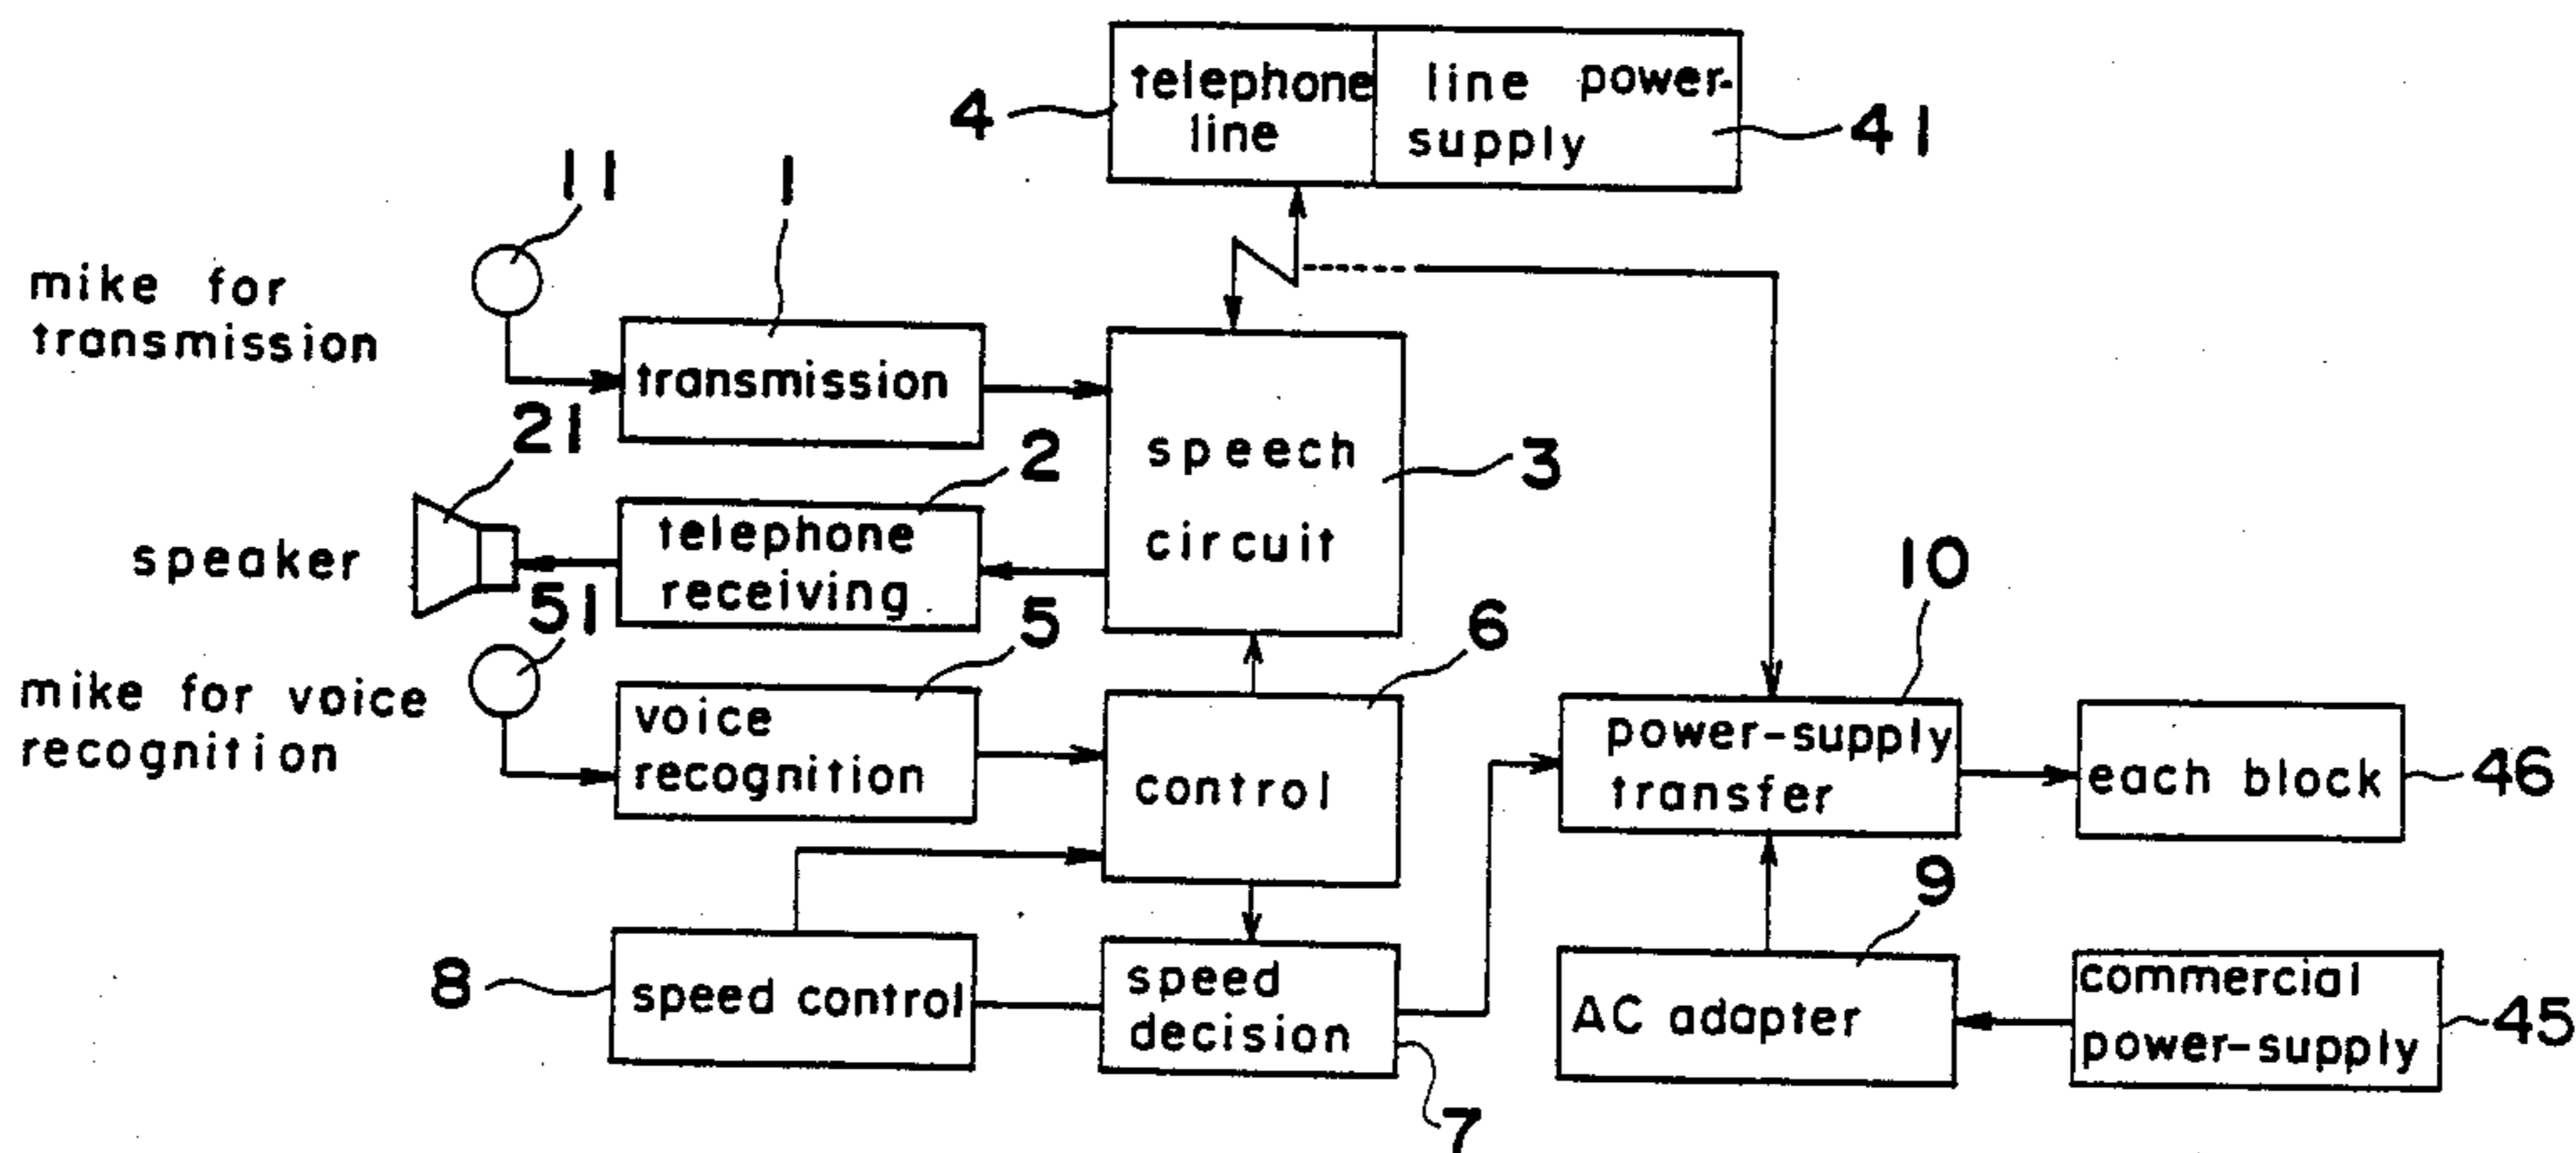 telephone
line
line power-
supply
4
41
11
1
mike for
transmission
transmission
21
2
speech
circuit
3
speaker
telephone
receiving
10
51
5
6
mike for voice
recognition
voice
recognition
control
power-supply
transfer
each block
46
9
8
speed control
speed
decision
AC adapter
commercial
power-supply
45
7